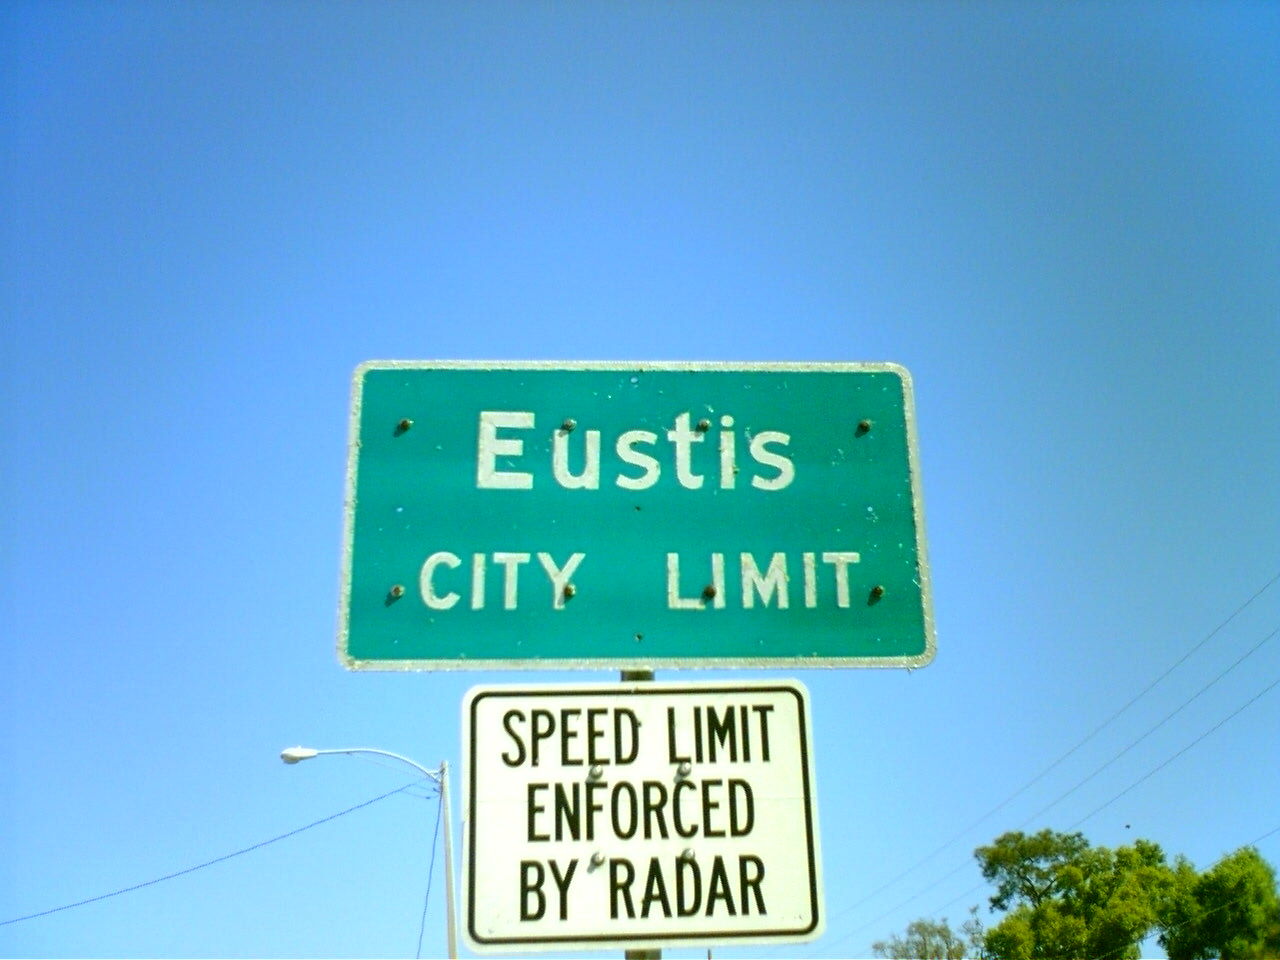 Eustis
CITY LIMIT
SPEED LIMIT
ENFORCED
BY RADAR